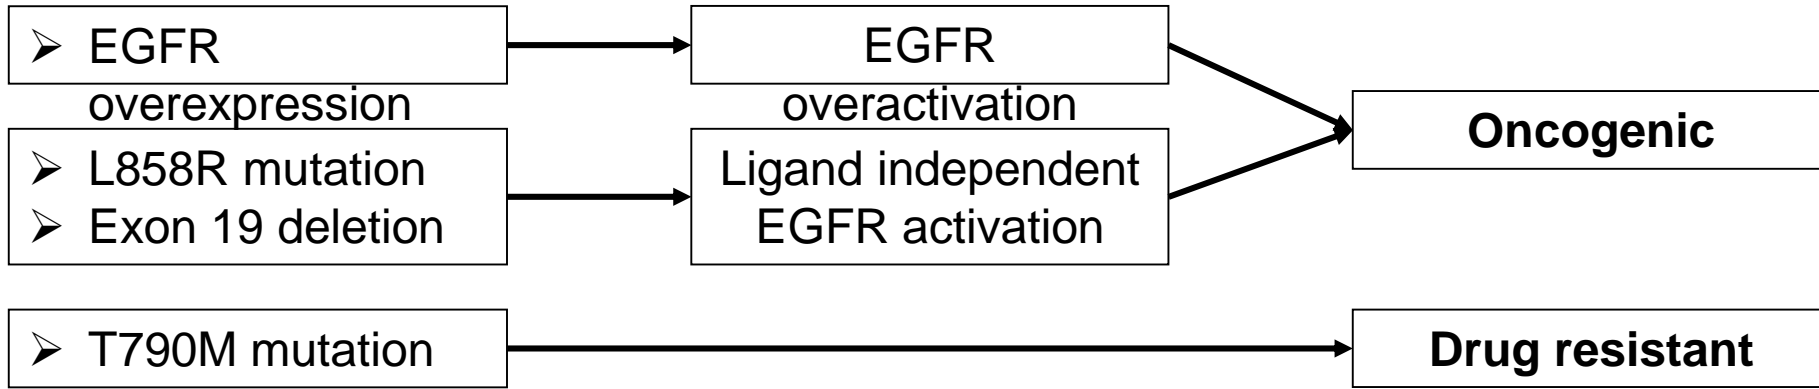 ➢ EGFR
overexpression
EGFR
overactivation
➢ L858R mutation
➢ Exon 19 deletion
Ligand independent
EGFR activation
Oncogenic
➢ T790M mutation
Drug resistant